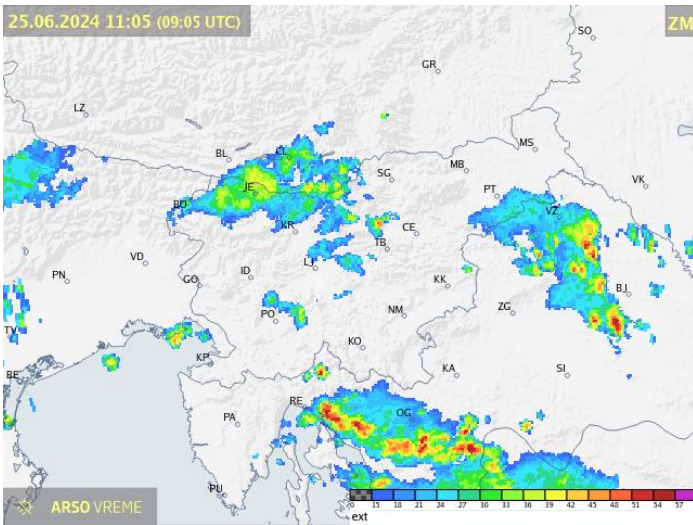 25.06.2024 11:05 (09:05 UTC)
ZM
SO
GR
LZ
MS
BL
CL
SG
MB
VK
JE
PT
BO
VZ
KR
CE
TB
VD
LJ
PN
ID
GO
KK
BJ
NM
ZG
PO
TV
KO
KP
BE
KA
SI
RE
OG
PA
PU
ARSO VREME
0 15 18 21 24 27 30 33 36 39 42 45 48 51 54 57
ext